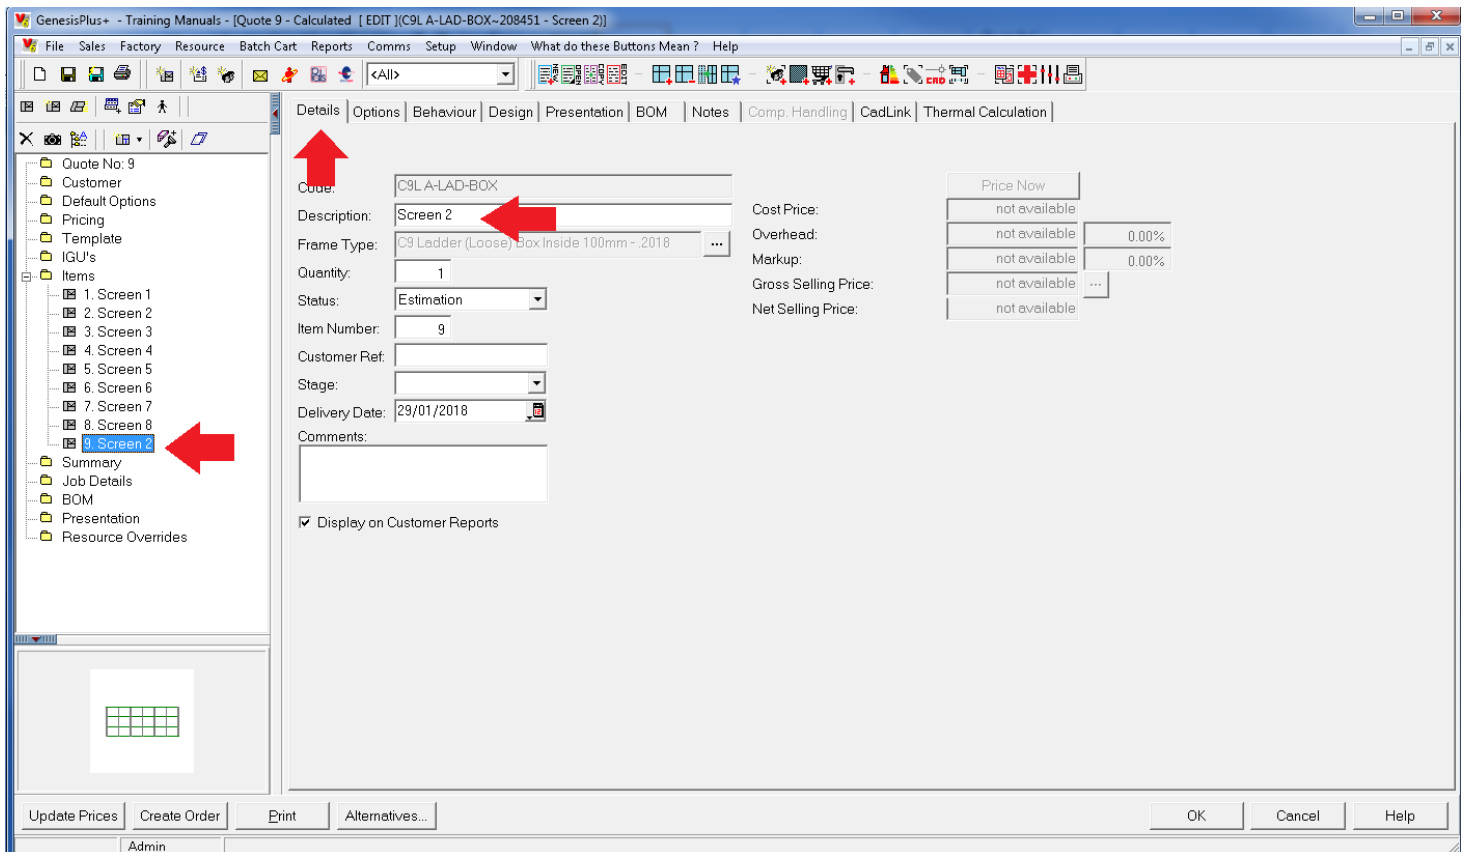 GenesisPlus+ - Training Manuals - [Quote 9 - Calculated [ EDIT ](C9L A-LAD-BOX~208451 - Screen 2)]
File Sales Factory Resource Batch Cart Reports Comms Setup Window What do these Buttons Mean ? Help
<All>
Details Options Behaviour Design Presentation BOM Notes Comp. Handling CadLink Thermal Calculation
Quote No: 9
Customer
Default Options
Pricing
Template
IGU's
Items
1. Screen 1
2. Screen 2
3. Screen 3
4. Screen 4
5. Screen 5
6. Screen 6
7. Screen 7
8. Screen 8
9. Screen 2
Summary
Job Details
BOM
Presentation
Resource Overrides
Code: C9L A-LAD-BOX
Description: Screen 2
Frame Type: C9 Ladder (Loose) Box Inside 100mm - .2018 ...
Quantity: 1
Status: Estimation
Item Number: 9
Customer Ref:
Stage:
Delivery Date: 29/01/2018
Comments:
Display on Customer Reports
Price Now
Cost Price: not available
Overhead: not available 0.00%
Markup: not available 0.00%
Gross Selling Price: not available ...
Net Selling Price: not available
Update Prices Create Order Print Alternatives... OK Cancel Help
Admin